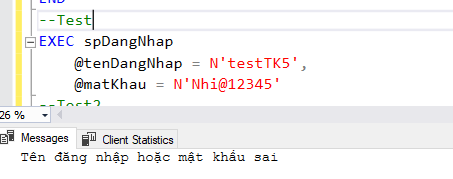 END
--Test
EXEC spDangNhap
@tenDangNhap = N'testTK5',
@matKhau = N'Nhi@12345'
--Test2
26 %
Messages Client Statistics
Tên đăng nhập hoặc mật khẩu sai